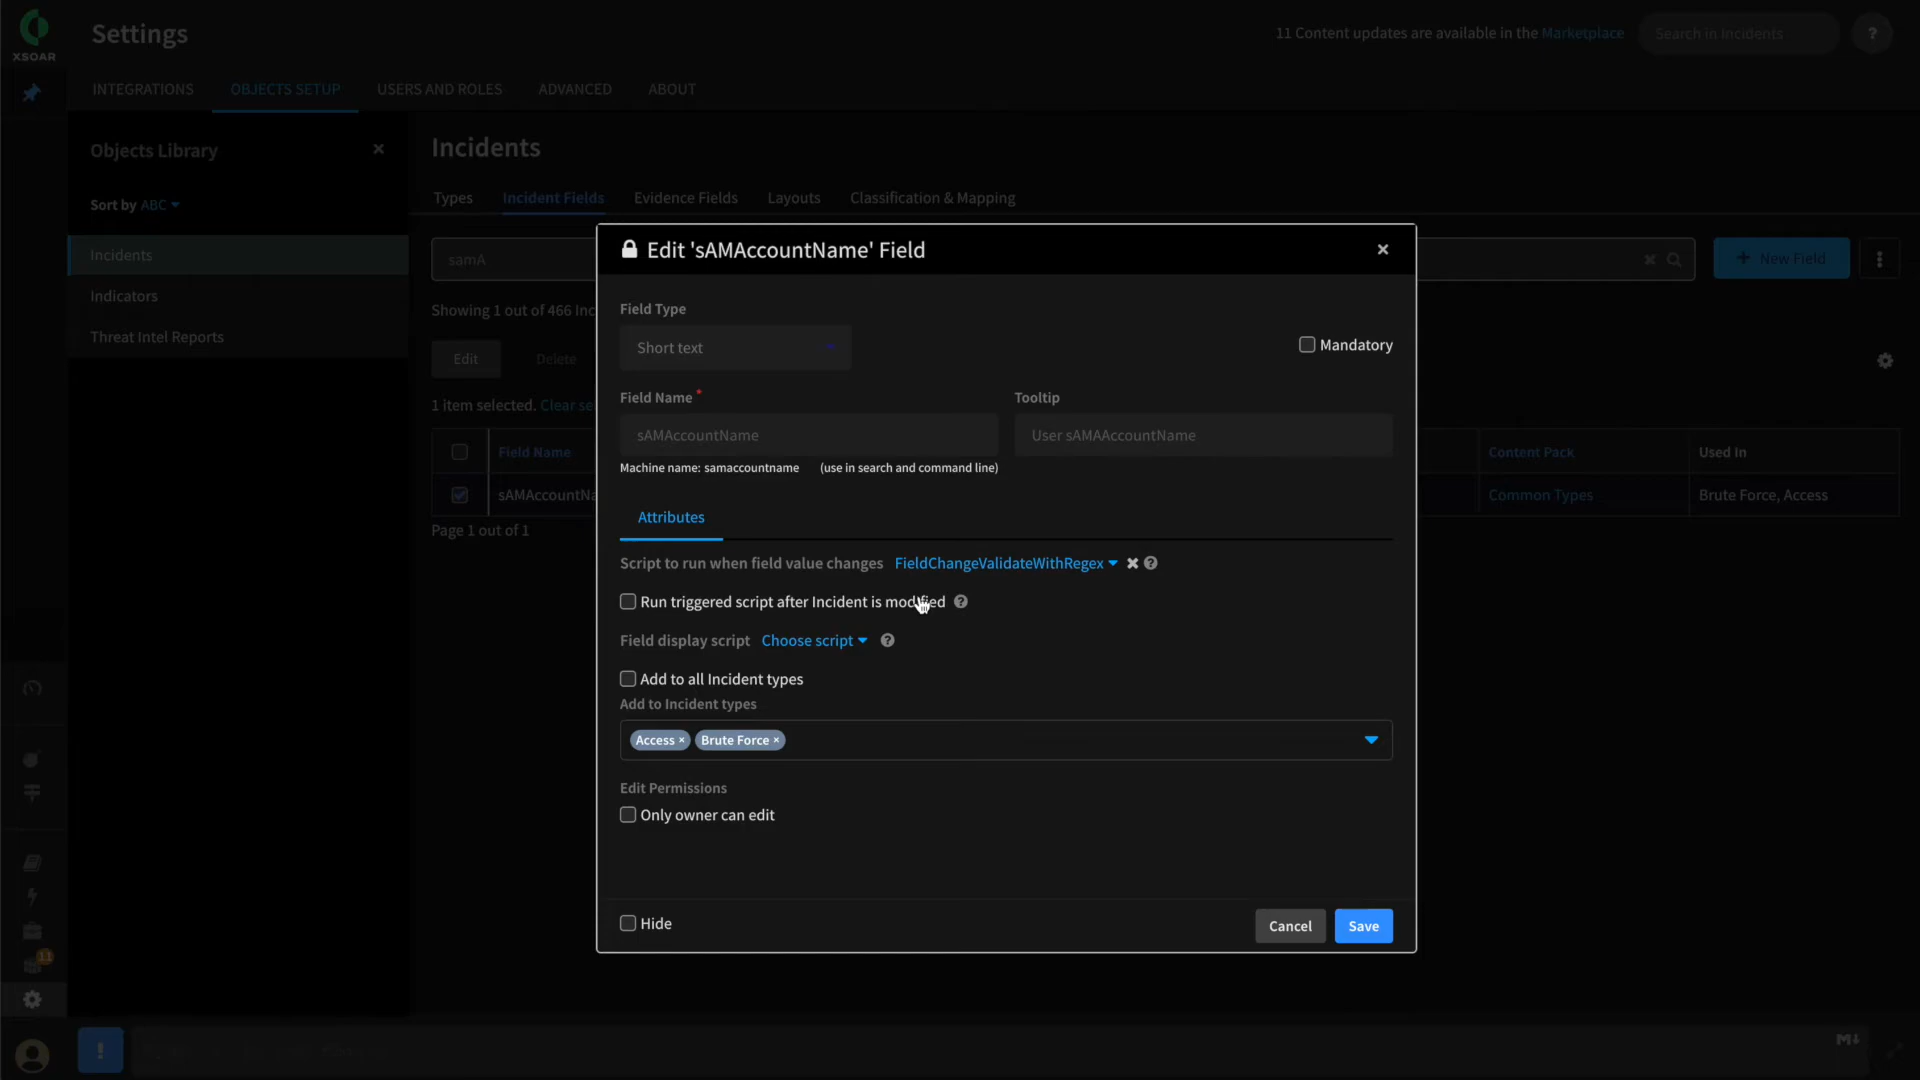 XSOAR
Settings
11 Content updates are available in the Marketplace
Search in Incidents
?
INTEGRATIONS
OBJECTS SETUP
USERS AND ROLES
ADVANCED
ABOUT
Objects Library
Sort by ABC
Incidents
Indicators
Threat Intel Reports
Incidents
Types
Incident Fields
Evidence Fields
Layouts
Classification & Mapping
samA
New Field
Showing 1 out of 466 Inc
Edit
Delete
1 item selected. Clear se
Field Name
Content Pack
Used In
sAMAccountNa
Common Types
Brute Force, Access
Page 1 out of 1
Edit 'sAMAccountName' Field
Field Type
Short text
Mandatory
Field Name *
Tooltip
sAMAccountName
User sAMAAccountName
Machine name: samaccountname (use in search and command line)
Attributes
Script to run when field value changes FieldChangeValidateWithRegex
Run triggered script after Incident is modified
Field display script Choose script
Add to all Incident types
Add to Incident types
Access × Brute Force ×
Edit Permissions
Only owner can edit
Hide
Cancel
Save
11
!
M